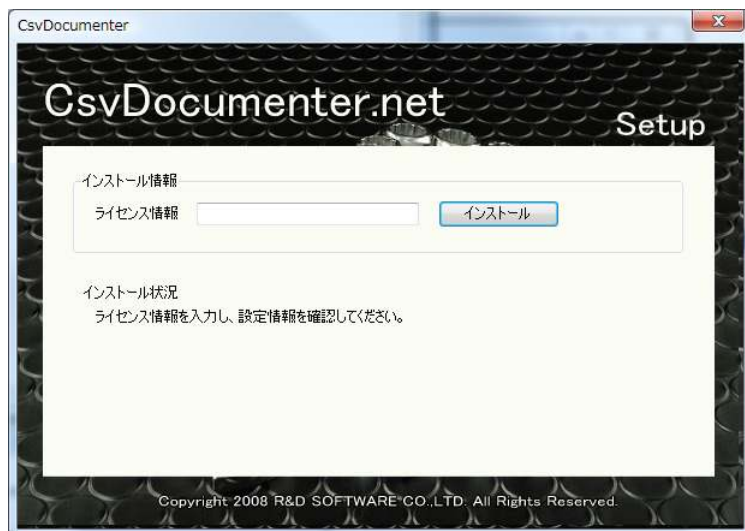 CsvDocumenter
CsvDocumenter.net
Setup
インストール情報
ライセンス情報
インストール
インストール状況
ライセンス情報を入力し、設定情報を確認してください。
Copyright 2008 R&D SOFTWARE CO.,LTD. All Rights Reserved.